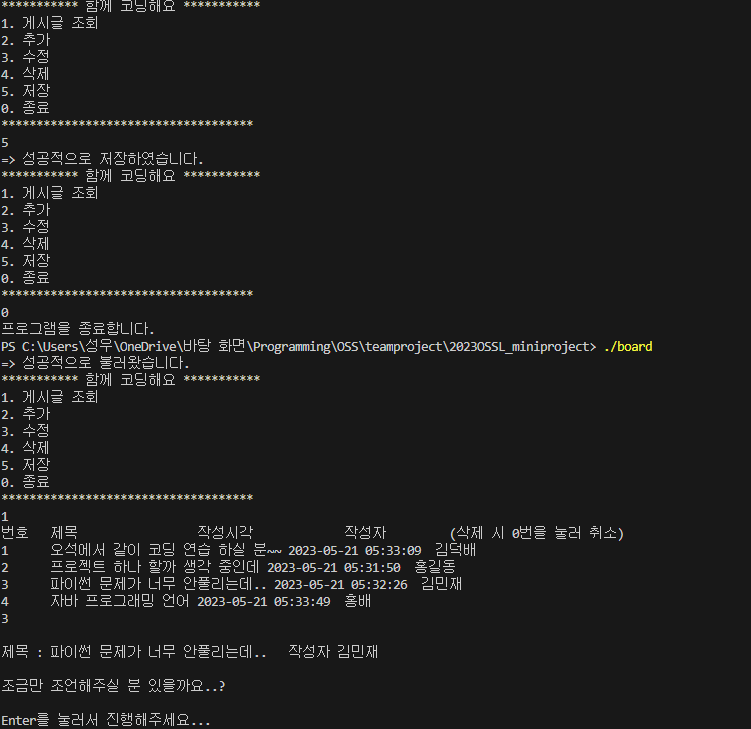 *********** 함께 코딩해요 ***********
1. 게시글 조회
2. 추가
3. 수정
4. 삭제
5. 저장
0. 종료
************************************
5
=> 성공적으로 저장하였습니다.
*********** 함께 코딩해요 ***********
1. 게시글 조회
2. 추가
3. 수정
4. 삭제
5. 저장
0. 종료
************************************
0
프로그램을 종료합니다.
PS C:\Users\성우\OneDrive\바탕 화면\Programming\OSS\teamproject\2023OSSL_miniproject> ./board
=> 성공적으로 불러왔습니다.
*********** 함께 코딩해요 ***********
1. 게시글 조회
2. 추가
3. 수정
4. 삭제
5. 저장
0. 종료
************************************
1
번호 제목 작성시각 작성자 (삭제 시 0번을 눌러 취소)
1 오석에서 같이 코딩 연습 하실 분~~ 2023-05-21 05:33:09 김덕배
2 프로젝트 하나 할까 생각 중인데 2023-05-21 05:31:50 홍길동
3 파이썬 문제가 너무 안풀리는데.. 2023-05-21 05:32:26 김민재
4 자바 프로그래밍 언어 2023-05-21 05:33:49 홍배
3
제목 : 파이썬 문제가 너무 안풀리는데.. 작성자 김민재
조금만 조언해주실 분 있을까요..?
Enter를 눌러서 진행해주세요...